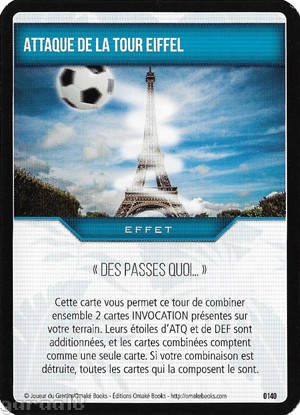 ATTAQUE DE LA TOUR EIFFEL
EFFET
« DES PASSES QUOI... »
Cette carte vous permet ce tour de combiner
ensemble 2 cartes INVOCATION présentes sur
votre terrain. Leurs étoiles d'ATQ et de DEF sont
additionnées, et les cartes combinées comptent
comme une seule carte. Si votre combinaison est
détruite, toutes les cartes qui la composent le sont.
© Joueur du Grenier/Omaké Books - Éditions Omaké Books - http://omakebooks.com/ 0140